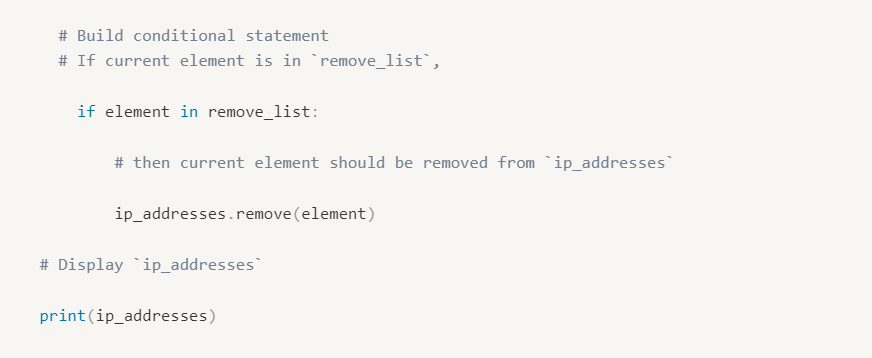 # Build conditional statement
# If current element is in `remove_list`,
if element in remove_list:
# then current element should be removed from `ip_addresses`
ip_addresses.remove(element)
# Display `ip_addresses`
print(ip_addresses)